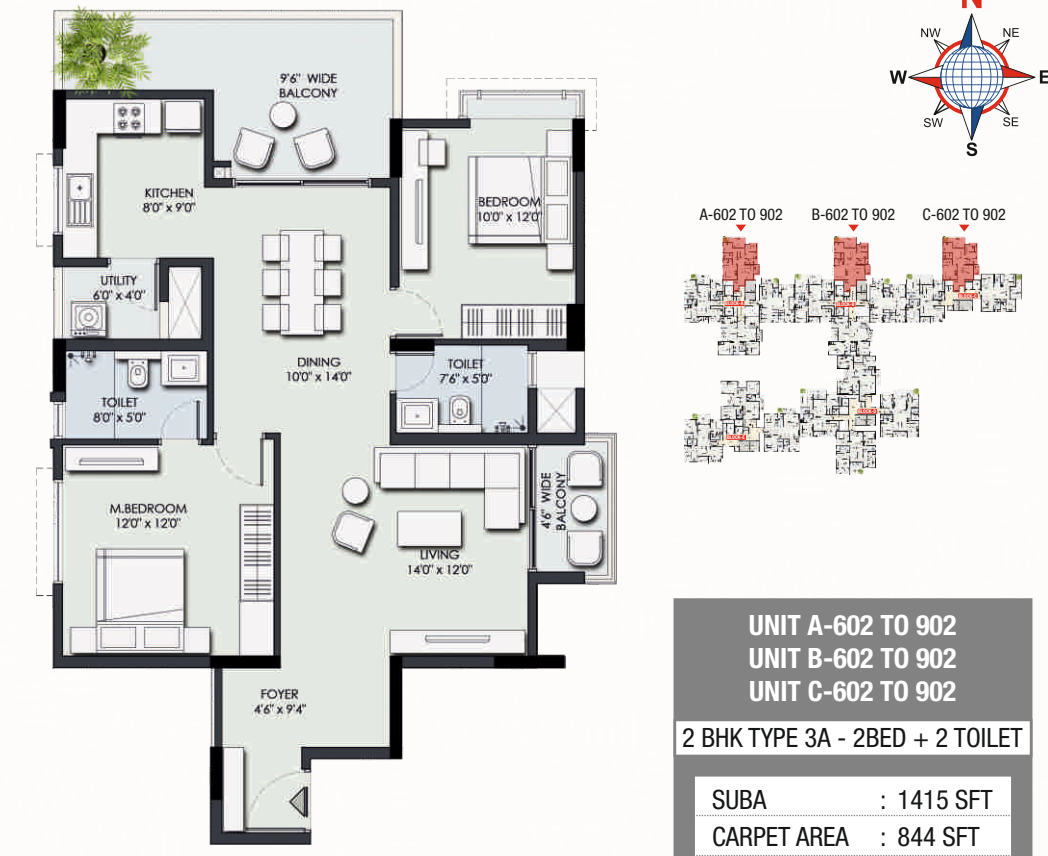 9'6" WIDE
BALCONY
KITCHEN
8'0" x 9'0"
BEDROOM
10'0" x 12'0"
UTILITY
6'0" x 4'0"
DINING
10'0" x 14'0"
TOILET
7'6" x 5'0"
TOILET
8'0" x 5'0"
M.BEDROOM
12'0" x 12'0"
4'6" WIDE
BALCONY
LIVING
14'0" x 12'0"
FOYER
4'6" x 9'4"
N
NW
NE
W
E
SW
SE
S
A-602 TO 902
B-602 TO 902
C-602 TO 902
UNIT A-602 TO 902
UNIT B-602 TO 902
UNIT C-602 TO 902
2 BHK TYPE 3A - 2BED + 2 TOILET
SUBA : 1415 SFT
CARPET AREA : 844 SFT